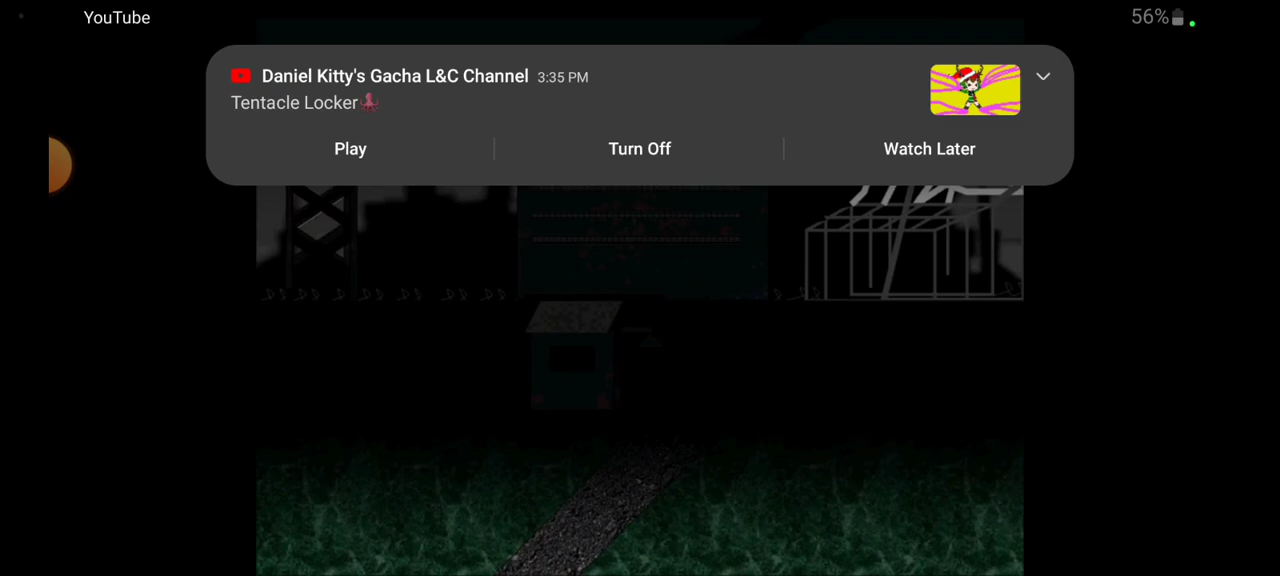 YouTube
56%
Daniel Kitty's Gacha L&C Channel 3:35 PM
Tentacle Locker🐙
Play
Turn Off
Watch Later